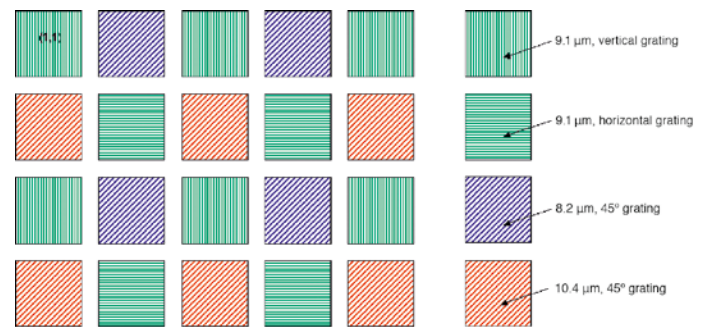 (1,1)
9.1 µm, vertical grating
9.1 µm, horizontal grating
8.2 µm, 45º grating
10.4 µm, 45º grating